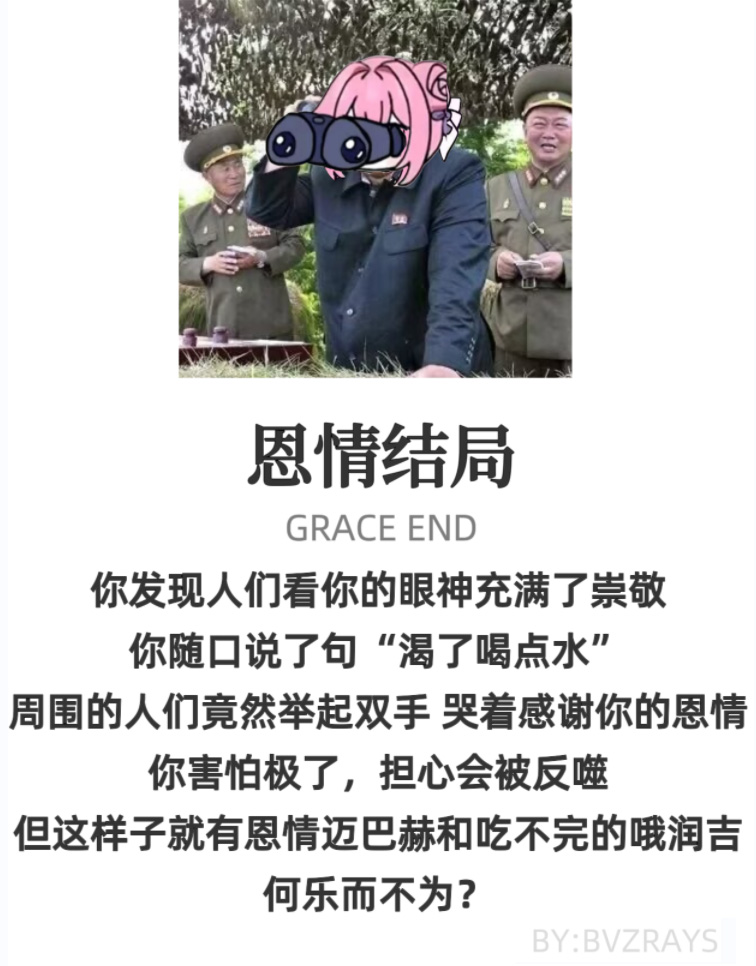 恩情结局
GRACE END
你发现人们看你的眼神充满了崇敬
你随口说了句“渴了喝点水”
周围的人们竟然举起双手 哭着感谢你的恩情
你害怕极了，担心会被反噬
但这样子就有恩情迈巴赫和吃不完的哦润吉
何乐而不为？
BY:BVZRAYS